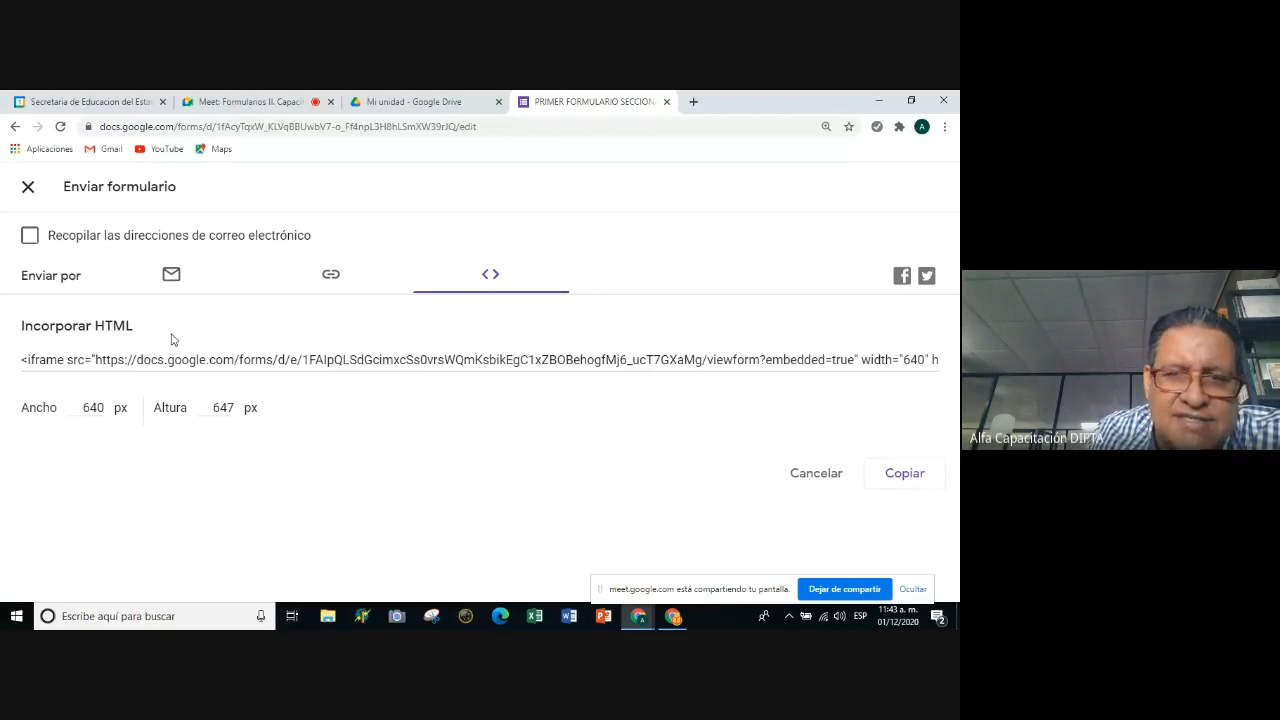 Secretaria de Educacion del Esta
Meet: Formularios II. Capaci
Mi unidad - Google Drive
PRIMER FORMULARIO SECCION
docs.google.com/forms/d/1fAcyTqxW_KLVqBBUwbV7-o_Ff4npL3H8hLSmXW39rJQ/edit
A
Aplicaciones
Gmail
YouTube
Maps
Enviar formulario
Recopilar las direcciones de correo electrónico
Enviar por
Incorporar HTML
<iframe src="https://docs.google.com/forms/d/e/1FAIpQLSdGcimxcSs0vrsWQmKsbikEgC1xZBOBehogfMj6_ucT7GXaMg/viewform?embedded=true" width="640" h
Ancho 640 px Altura 647 px
Alfa Capacitación DIPTA
Cancelar
Copiar
meet.google.com está compartiendo tu pantalla.
Dejar de compartir
Ocultar
Escribe aquí para buscar
ESP
11:43 a. m.
01/12/2020
2